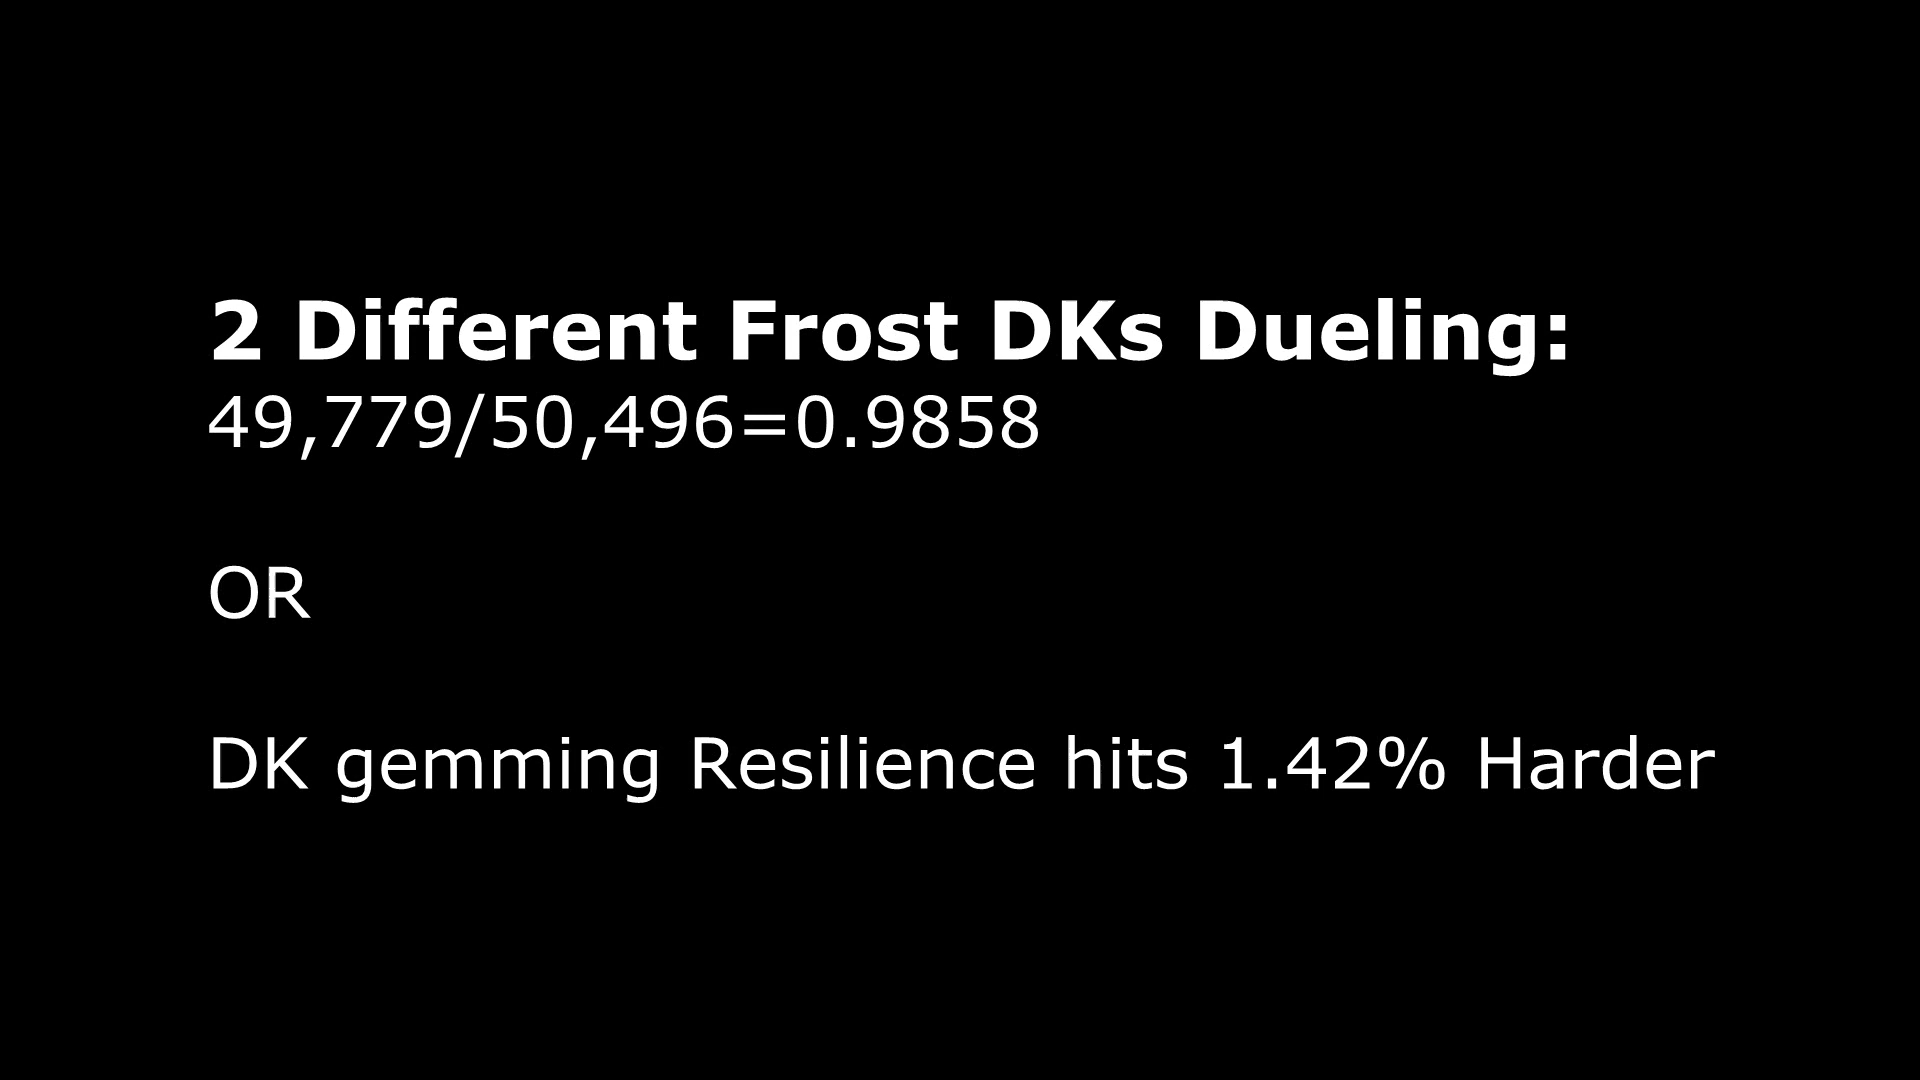 2 Different Frost DKs Dueling:
49,779/50,496=0.9858
OR
DK gemming Resilience hits 1.42% Harder